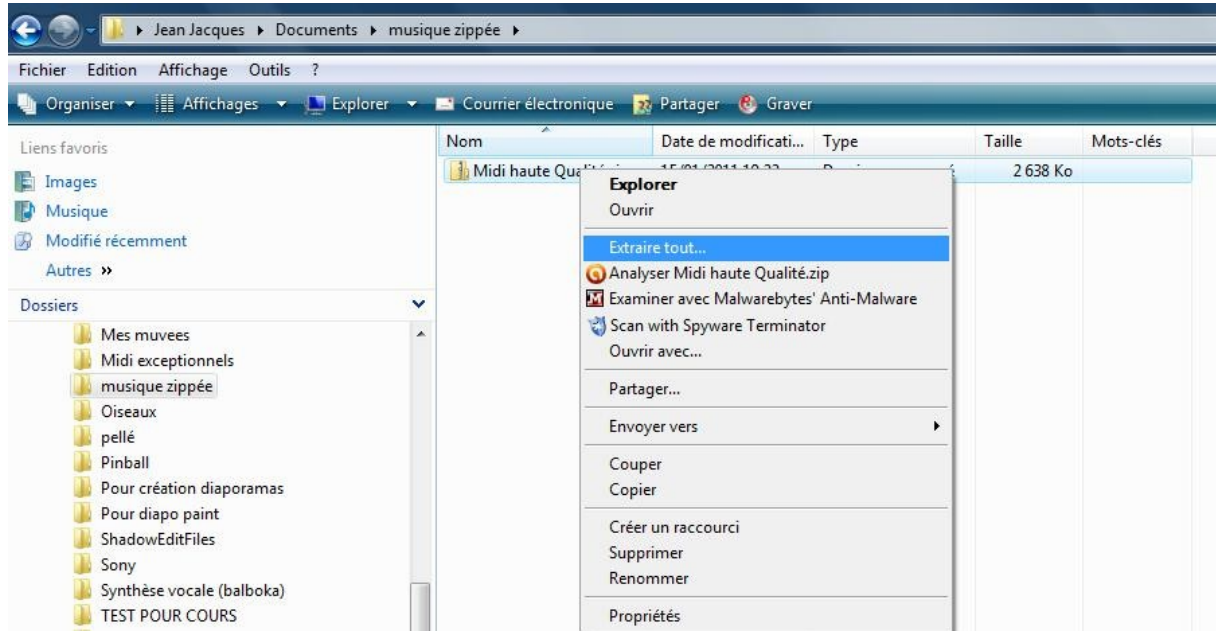 Jean Jacques Documents musique zippée
Fichier Edition Affichage Outils ?
Organiser Affichages Explorer Courrier électronique Partager Graver
Liens favoris
Images
Musique
Modifié récemment
Autres »
Dossiers
Mes muvees
Midi exceptionnels
musique zippée
Oiseaux
pellé
Pinball
Pour création diaporamas
Pour diapo paint
ShadowEditFiles
Sony
Synthèse vocale (balboka)
TEST POUR COURS
Nom Date de modificati... Type Taille Mots-clés
Midi haute 2 638 Ko
Explorer
Ouvrir
Extraire tout...
Analyser Midi haute Qualité.zip
Examiner avec Malwarebytes' Anti-Malware
Scan with Spyware Terminator
Ouvrir avec...
Partager...
Envoyer vers
Couper
Copier
Créer un raccourci
Supprimer
Renommer
Propriétés